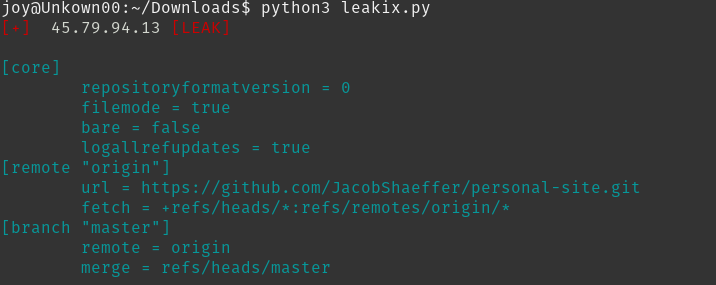 joy@Unkown00:~/Downloads$ python3 leakix.py
[+]  45.79.94.13 [LEAK]
[core]
        repositoryformatversion = 0
        filemode = true
        bare = false
        logallrefupdates = true
[remote "origin"]
        url = https://github.com/JacobShaeffer/personal-site.git
        fetch = +refs/heads/*:refs/remotes/origin/*
[branch "master"]
        remote = origin
        merge = refs/heads/master